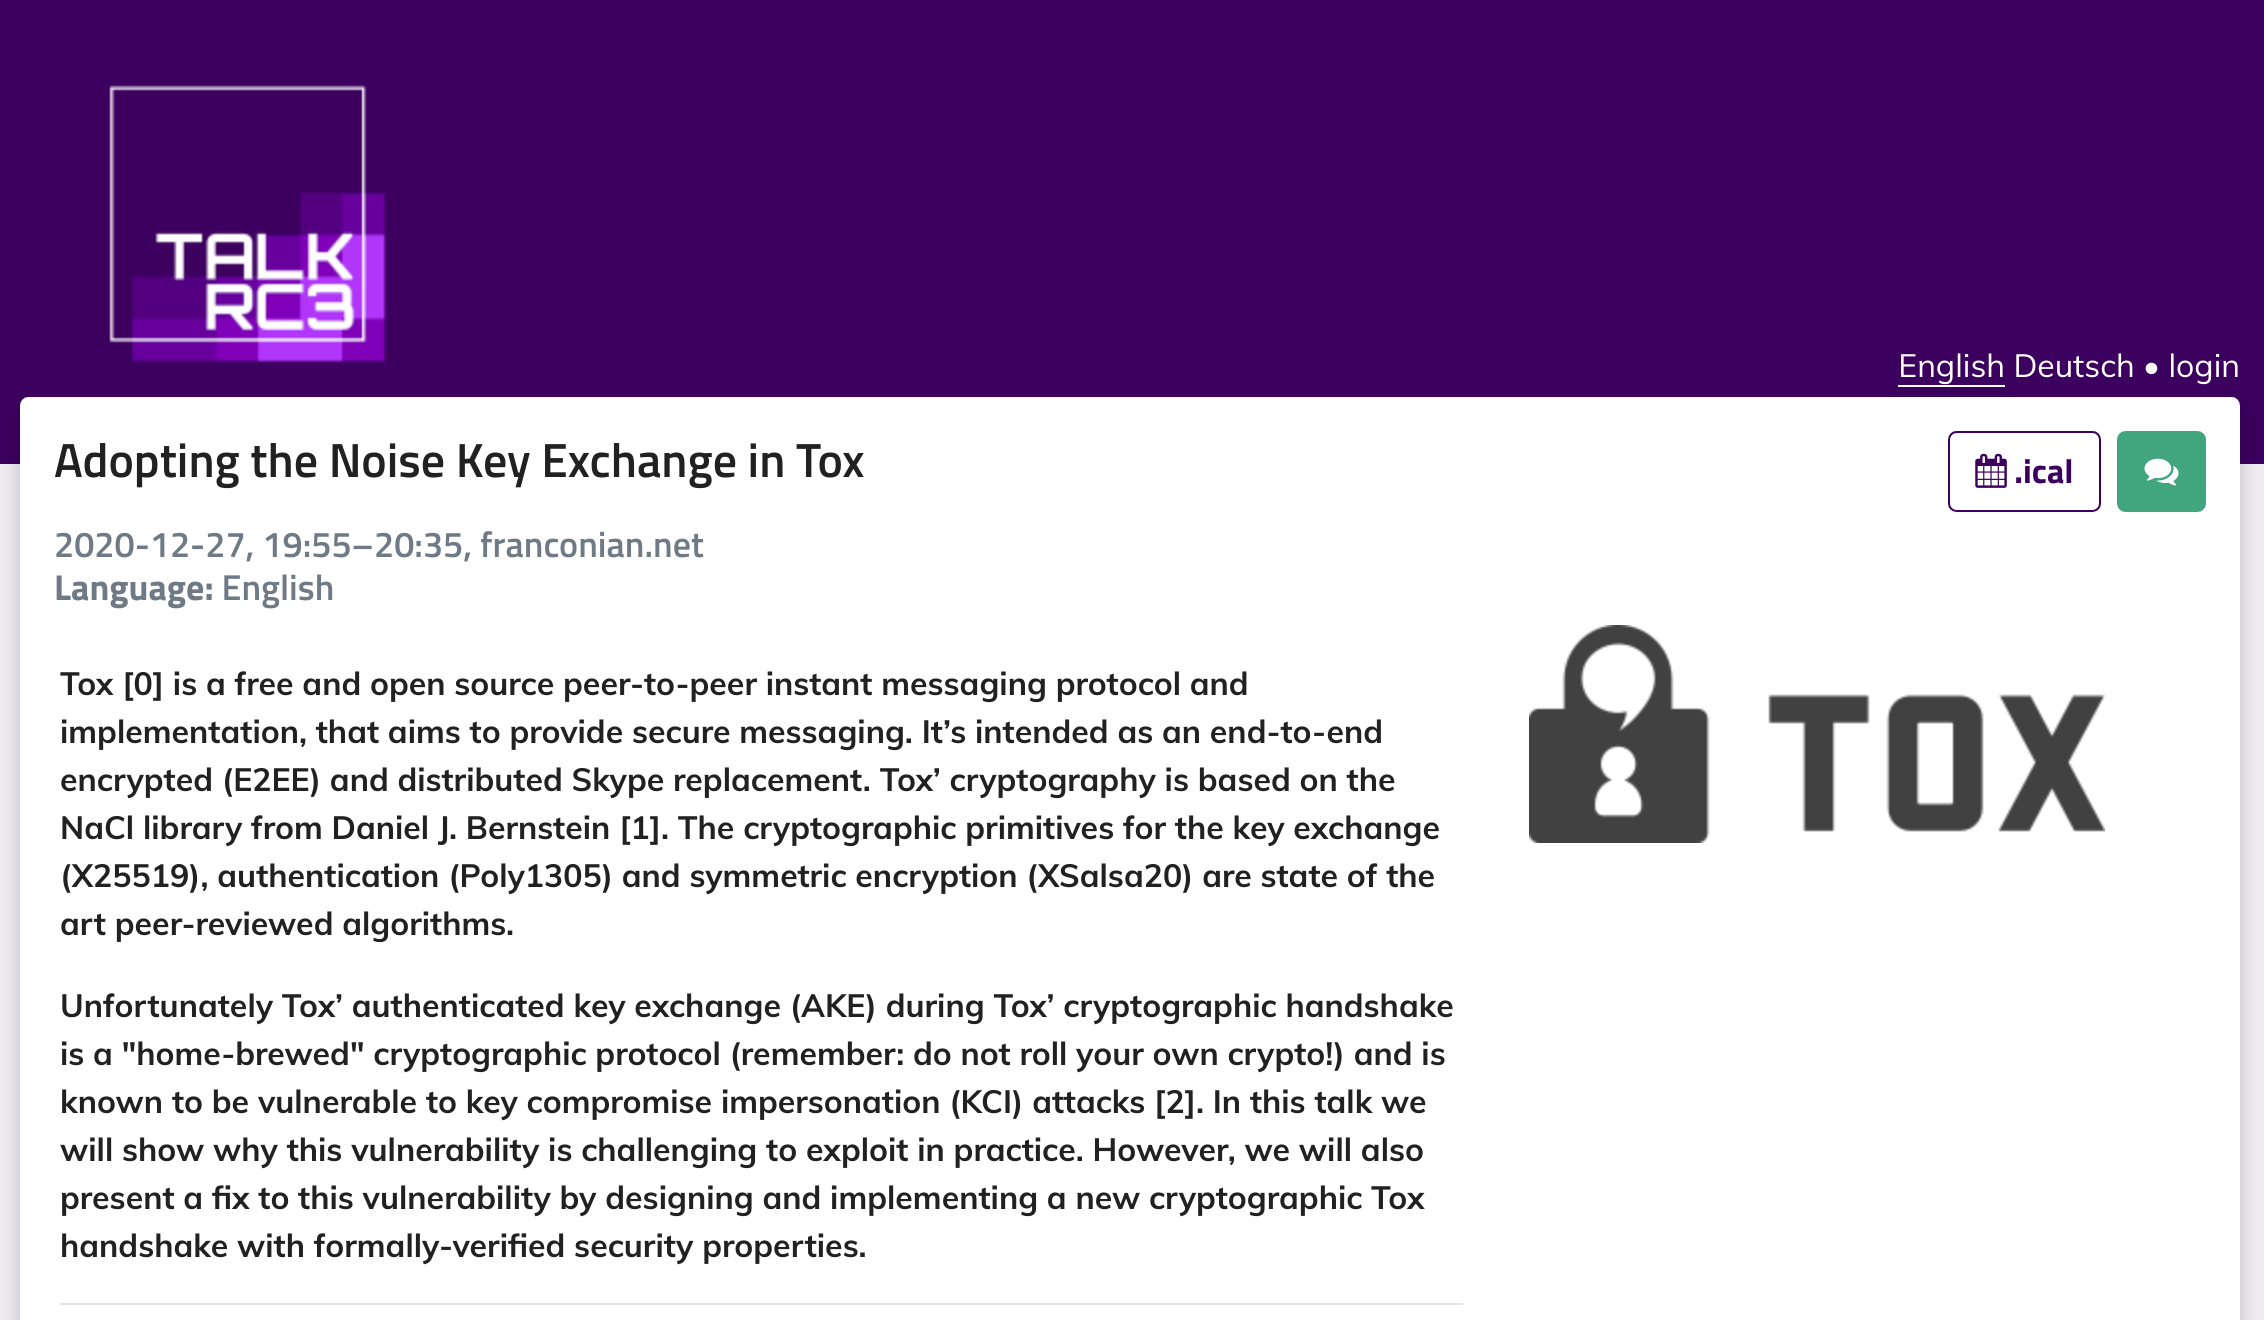 TALK
RC3
English Deutsch • login
Adopting the Noise Key Exchange in Tox
.ical
2020-12-27, 19:55–20:35, franconian.net
Language: English
TOX
Tox [0] is a free and open source peer-to-peer instant messaging protocol and
implementation, that aims to provide secure messaging. It’s intended as an end-to-end
encrypted (E2EE) and distributed Skype replacement. Tox’ cryptography is based on the
NaCl library from Daniel J. Bernstein [1]. The cryptographic primitives for the key exchange
(X25519), authentication (Poly1305) and symmetric encryption (XSalsa20) are state of the
art peer-reviewed algorithms.
Unfortunately Tox’ authenticated key exchange (AKE) during Tox’ cryptographic handshake
is a "home-brewed" cryptographic protocol (remember: do not roll your own crypto!) and is
known to be vulnerable to key compromise impersonation (KCI) attacks [2]. In this talk we
will show why this vulnerability is challenging to exploit in practice. However, we will also
present a fix to this vulnerability by designing and implementing a new cryptographic Tox
handshake with formally-verified security properties.